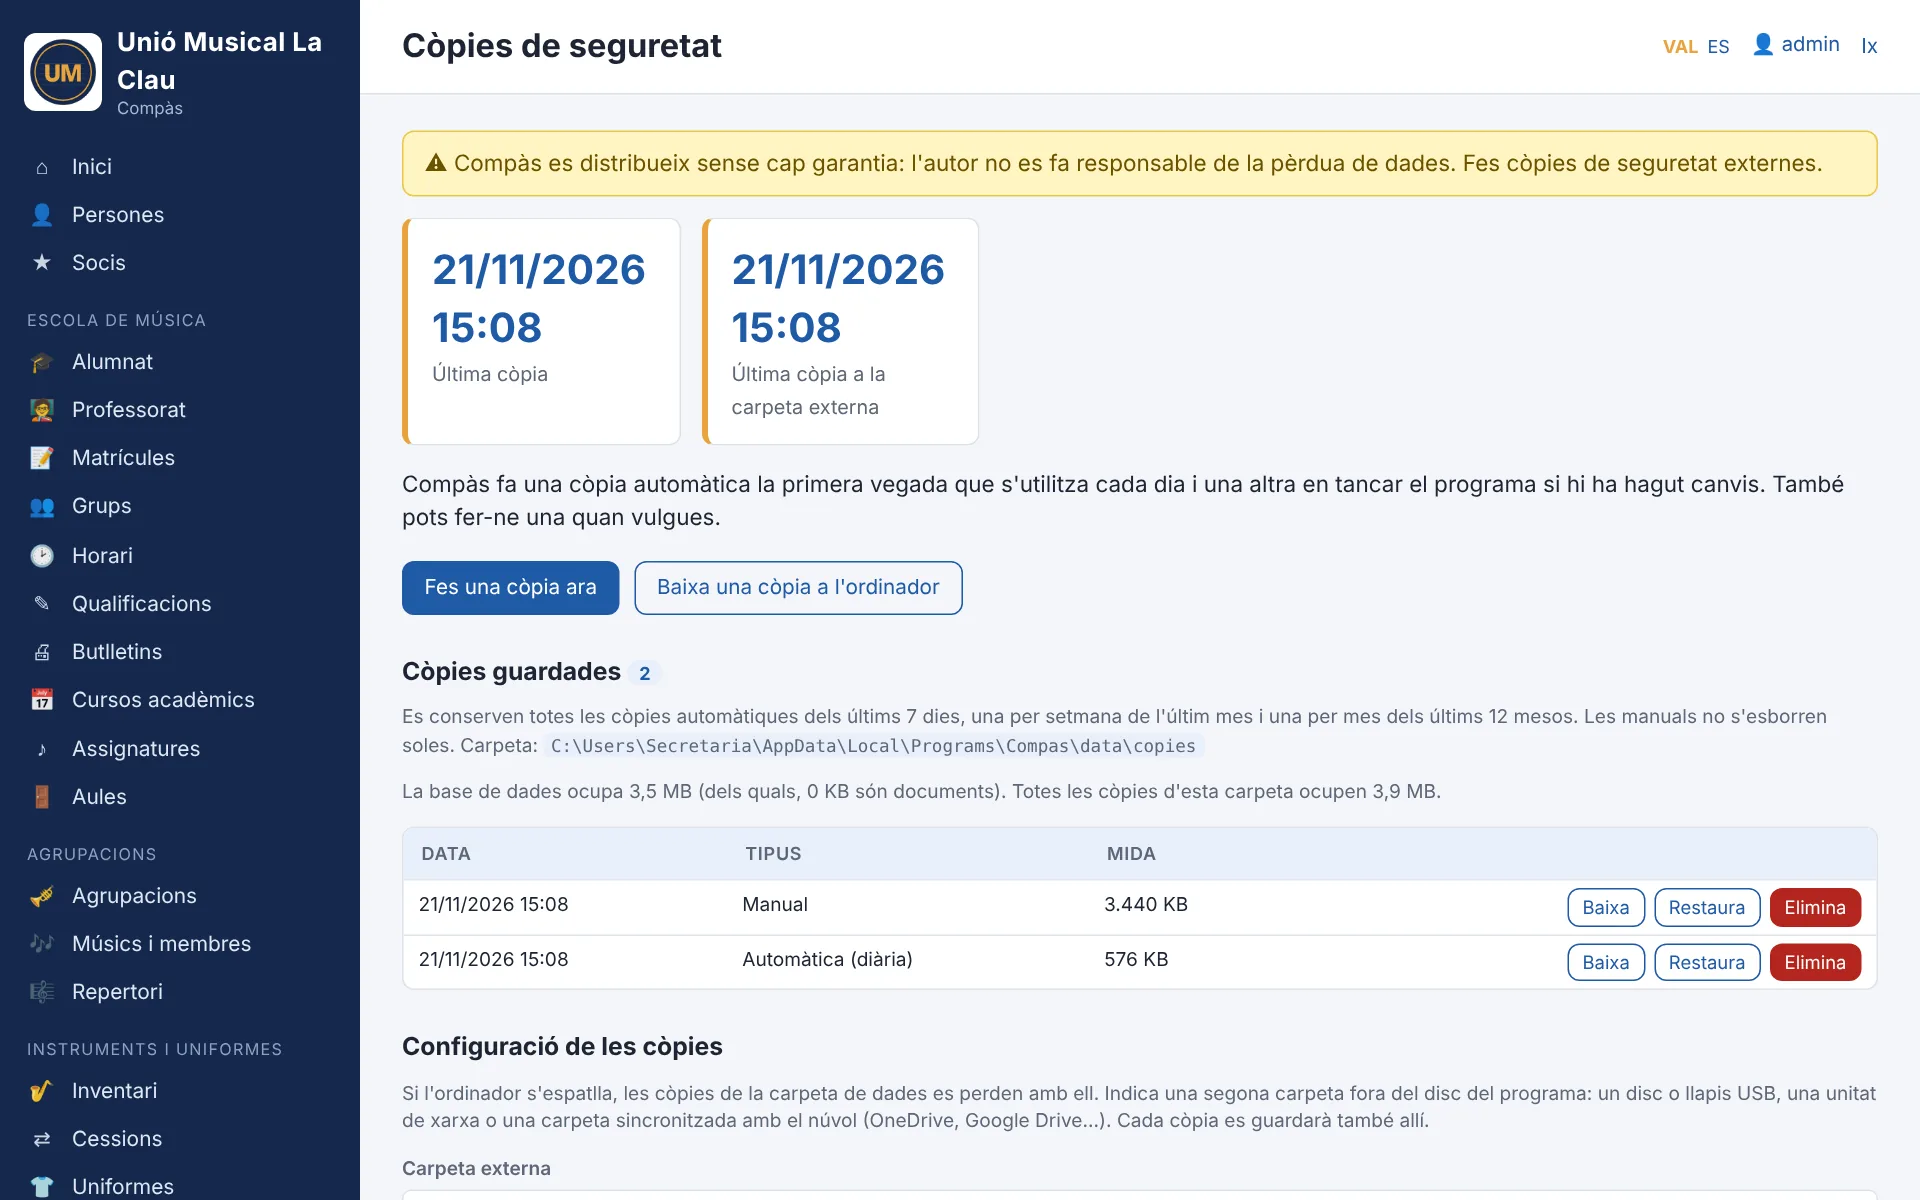 UM
Unió Musical La
Clau
Compàs
Inici
Persones
Socis
ESCOLA DE MÚSICA
Alumnat
Professorat
Matrícules
Grups
Horari
Qualificacions
Butlletins
Cursos acadèmics
Assignatures
Aules
AGRUPACIONS
Agrupacions
Músics i membres
Repertori
INSTRUMENTS I UNIFORMES
Inventari
Cessions
Uniformes
Còpies de seguretat
VAL ES admin Ix
Compàs es distribueix sense cap garantia: l'autor no es fa responsable de la pèrdua de dades. Fes còpies de seguretat externes.
21/11/2026
15:08
Última còpia
21/11/2026
15:08
Última còpia a la
carpeta externa
Compàs fa una còpia automàtica la primera vegada que s'utilitza cada dia i una altra en tancar el programa si hi ha hagut canvis. També
pots fer-ne una quan vulgues.
Fes una còpia ara
Baixa una còpia a l'ordinador
Còpies guardades 2
Es conserven totes les còpies automàtiques dels últims 7 dies, una per setmana de l'últim mes i una per mes dels últims 12 mesos. Les manuals no s'esborren
soles. Carpeta: C:\Users\Secretaria\AppData\Local\Programs\Compas\data\copies
La base de dades ocupa 3,5 MB (dels quals, 0 KB són documents). Totes les còpies d'esta carpeta ocupen 3,9 MB.
DATA TIPUS MIDA
21/11/2026 15:08 Manual 3.440 KB Baixa Restaura Elimina
21/11/2026 15:08 Automàtica (diària) 576 KB Baixa Restaura Elimina
Configuració de les còpies
Si l'ordinador s'espatlla, les còpies de la carpeta de dades es perden amb ell. Indica una segona carpeta fora del disc del programa: un disc o llapis USB, una unitat
de xarxa o una carpeta sincronitzada amb el núvol (OneDrive, Google Drive…). Cada còpia es guardarà també allí.
Carpeta externa